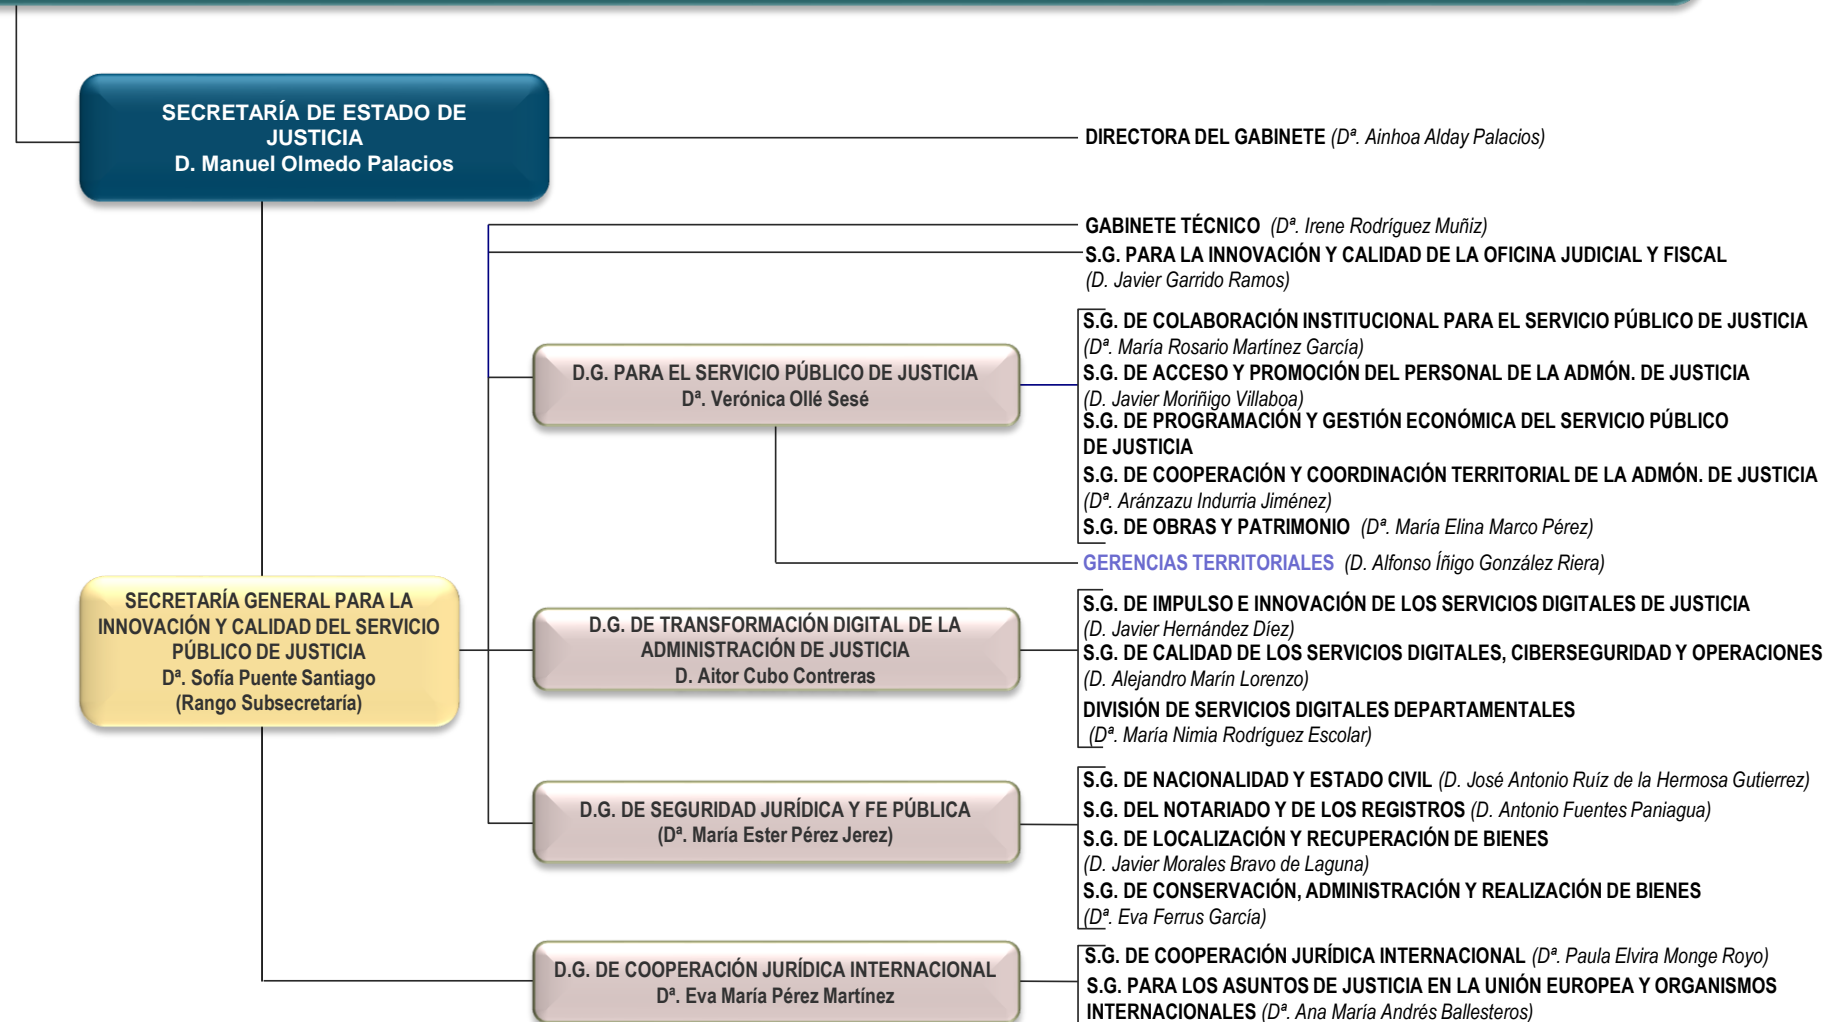 SECRETARÍA DE ESTADO DE
JUSTICIA
D. Manuel Olmedo Palacios
DIRECTORA DEL GABINETE (Dª. Ainhoa Alday Palacios)
GABINETE TÉCNICO (Dª. Irene Rodríguez Muñiz)
S.G. PARA LA INNOVACIÓN Y CALIDAD DE LA OFICINA JUDICIAL Y FISCAL
(D. Javier Garrido Ramos)
D.G. PARA EL SERVICIO PÚBLICO DE JUSTICIA
Dª. Verónica Ollé Sesé
S.G. DE COLABORACIÓN INSTITUCIONAL PARA EL SERVICIO PÚBLICO DE JUSTICIA
(Dª. María Rosario Martínez García)
S.G. DE ACCESO Y PROMOCIÓN DEL PERSONAL DE LA ADMÓN. DE JUSTICIA
(D. Javier Moriñigo Villaboa)
S.G. DE PROGRAMACIÓN Y GESTIÓN ECONÓMICA DEL SERVICIO PÚBLICO
DE JUSTICIA
S.G. DE COOPERACIÓN Y COORDINACIÓN TERRITORIAL DE LA ADMÓN. DE JUSTICIA
(Dª. Aránzazu Indurria Jiménez)
S.G. DE OBRAS Y PATRIMONIO (Dª. María Elina Marco Pérez)
GERENCIAS TERRITORIALES (D. Alfonso Íñigo González Riera)
SECRETARÍA GENERAL PARA LA
INNOVACIÓN Y CALIDAD DEL SERVICIO
PÚBLICO DE JUSTICIA
Dª. Sofía Puente Santiago
(Rango Subsecretaría)
D.G. DE TRANSFORMACIÓN DIGITAL DE LA
ADMINISTRACIÓN DE JUSTICIA
D. Aitor Cubo Contreras
S.G. DE IMPULSO E INNOVACIÓN DE LOS SERVICIOS DIGITALES DE JUSTICIA
(D. Javier Hernández Díez)
S.G. DE CALIDAD DE LOS SERVICIOS DIGITALES, CIBERSEGURIDAD Y OPERACIONES
(D. Alejandro Marín Lorenzo)
DIVISIÓN DE SERVICIOS DIGITALES DEPARTAMENTALES
(Dª. María Nimia Rodríguez Escolar)
D.G. DE SEGURIDAD JURÍDICA Y FE PÚBLICA
(Dª. María Ester Pérez Jerez)
S.G. DE NACIONALIDAD Y ESTADO CIVIL (D. José Antonio Ruíz de la Hermosa Gutierrez)
S.G. DEL NOTARIADO Y DE LOS REGISTROS (D. Antonio Fuentes Paniagua)
S.G. DE LOCALIZACIÓN Y RECUPERACIÓN DE BIENES
(D. Javier Morales Bravo de Laguna)
S.G. DE CONSERVACIÓN, ADMINISTRACIÓN Y REALIZACIÓN DE BIENES
(Dª. Eva Ferrus García)
D.G. DE COOPERACIÓN JURÍDICA INTERNACIONAL
Dª. Eva María Pérez Martínez
S.G. DE COOPERACIÓN JURÍDICA INTERNACIONAL (Dª. Paula Elvira Monge Royo)
S.G. PARA LOS ASUNTOS DE JUSTICIA EN LA UNIÓN EUROPEA Y ORGANISMOS
INTERNACIONALES (Dª. Ana María Andrés Ballesteros)